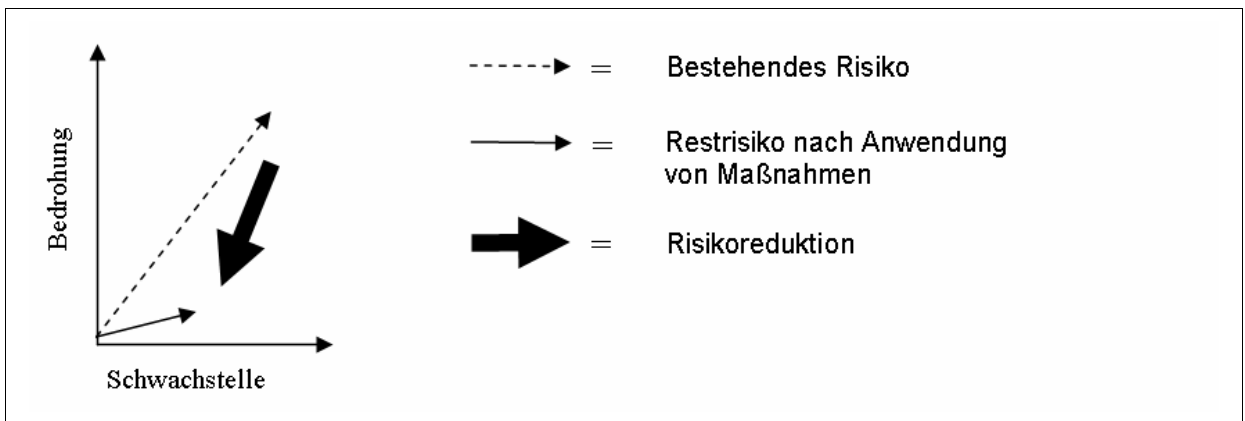 Bedrohung
Schwachstelle
= Bestehendes Risiko
= Restrisiko nach Anwendung
von Maßnahmen
= Risikoreduktion